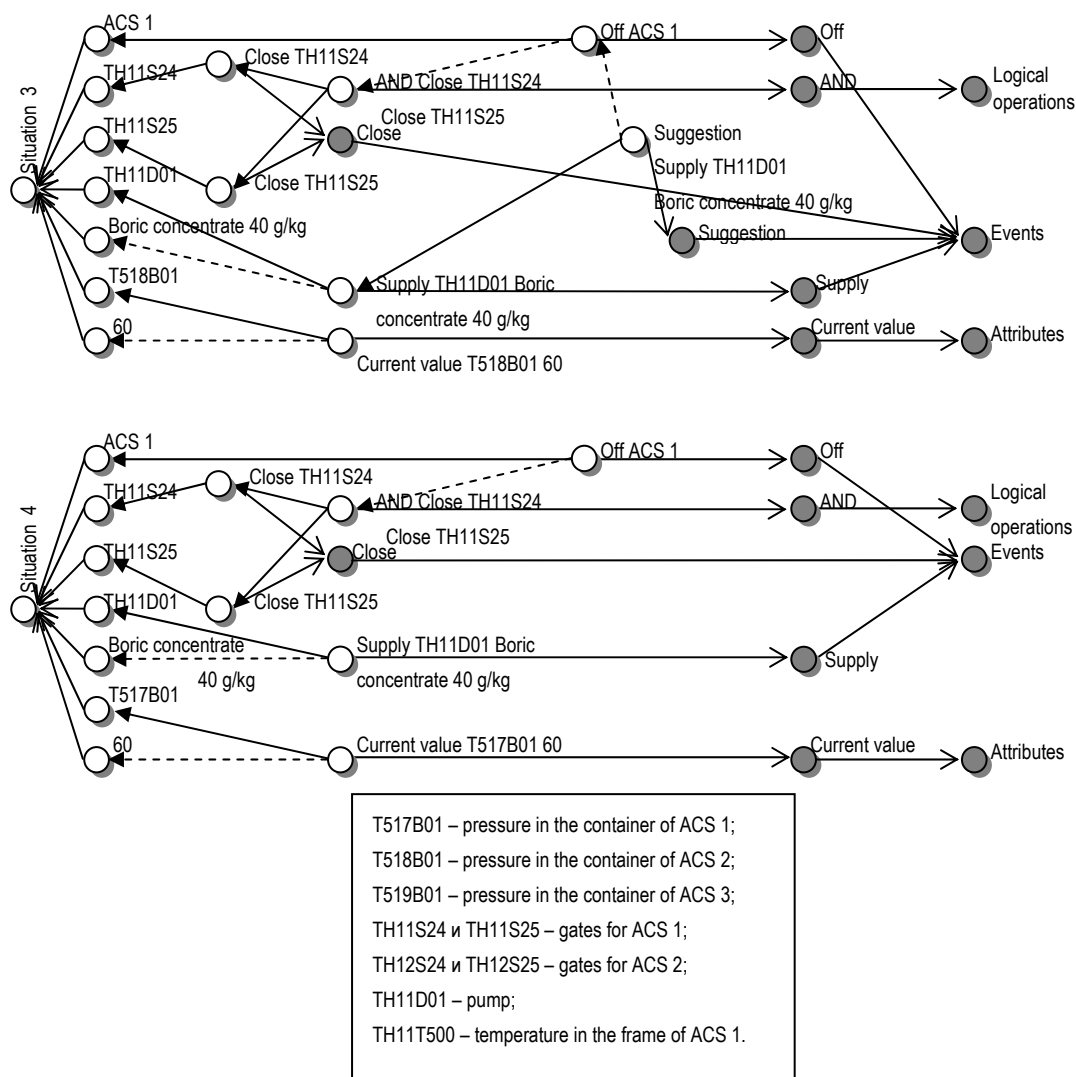 ACS 1
Off ACS 1
Off
TH11S24
Close TH11S24
AND Close TH11S24
Close TH11S25
AND
Logical
operations
Situation 3
TH11S25
Close
Suggestion
Supply TH11D01
Boric concentrate 40 g/kg
TH11D01
Close TH11S25
Boric concentrate 40 g/kg
Suggestion
Events
T518B01
Supply TH11D01 Boric
concentrate 40 g/kg
Supply
60
Current value T518B01 60
Current value
Attributes
ACS 1
Off ACS 1
Off
TH11S24
Close TH11S24
AND Close TH11S24
Close TH11S25
AND
Logical
operations
Situation 4
TH11S25
Close
Events
TH11D01
Close TH11S25
Boric concentrate
40 g/kg
Supply TH11D01 Boric
concentrate 40 g/kg
Supply
T517B01
60
Current value T517B01 60
Current value
Attributes
T517B01 – pressure in the container of ACS 1;
T518B01 – pressure in the container of ACS 2;
T519B01 – pressure in the container of ACS 3;
TH11S24 и TH11S25 – gates for ACS 1;
TH12S24 и TH12S25 – gates for ACS 2;
TH11D01 – pump;
TH11T500 – temperature in the frame of ACS 1.